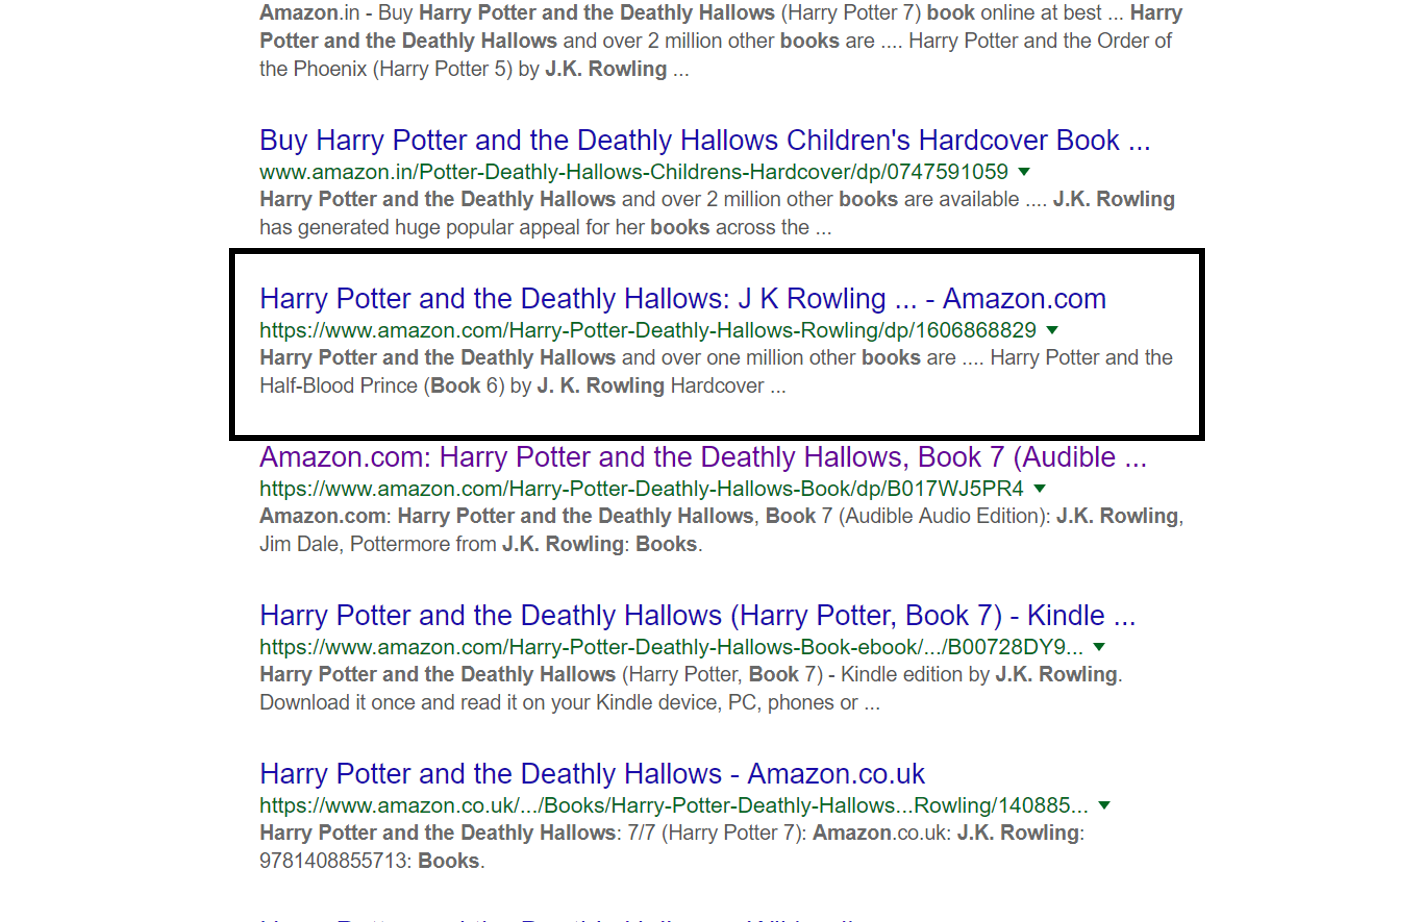 Amazon.in - Buy Harry Potter and the Deathly Hallows (Harry Potter 7) book online at best ... Harry
Potter and the Deathly Hallows and over 2 million other books are .... Harry Potter and the Order of
the Phoenix (Harry Potter 5) by J.K. Rowling ...
Buy Harry Potter and the Deathly Hallows Children's Hardcover Book ...
www.amazon.in/Potter-Deathly-Hallows-Childrens-Hardcover/dp/0747591059
Harry Potter and the Deathly Hallows and over 2 million other books are available .... J.K. Rowling
has generated huge popular appeal for her books across the ...
Harry Potter and the Deathly Hallows: J K Rowling ... - Amazon.com
https://www.amazon.com/Harry-Potter-Deathly-Hallows-Rowling/dp/1606868829
Harry Potter and the Deathly Hallows and over one million other books are .... Harry Potter and the
Half-Blood Prince (Book 6) by J. K. Rowling Hardcover ...
Amazon.com: Harry Potter and the Deathly Hallows, Book 7 (Audible ...
https://www.amazon.com/Harry-Potter-Deathly-Hallows-Book/dp/B017WJ5PR4
Amazon.com: Harry Potter and the Deathly Hallows, Book 7 (Audible Audio Edition): J.K. Rowling,
Jim Dale, Pottermore from J.K. Rowling: Books.
Harry Potter and the Deathly Hallows (Harry Potter, Book 7) - Kindle ...
https://www.amazon.com/Harry-Potter-Deathly-Hallows-Book-ebook/.../B00728DY9...
Harry Potter and the Deathly Hallows (Harry Potter, Book 7) - Kindle edition by J.K. Rowling.
Download it once and read it on your Kindle device, PC, phones or ...
Harry Potter and the Deathly Hallows - Amazon.co.uk
https://www.amazon.co.uk/.../Books/Harry-Potter-Deathly-Hallows...Rowling/140885...
Harry Potter and the Deathly Hallows: 7/7 (Harry Potter 7): Amazon.co.uk: J.K. Rowling:
9781408855713: Books.